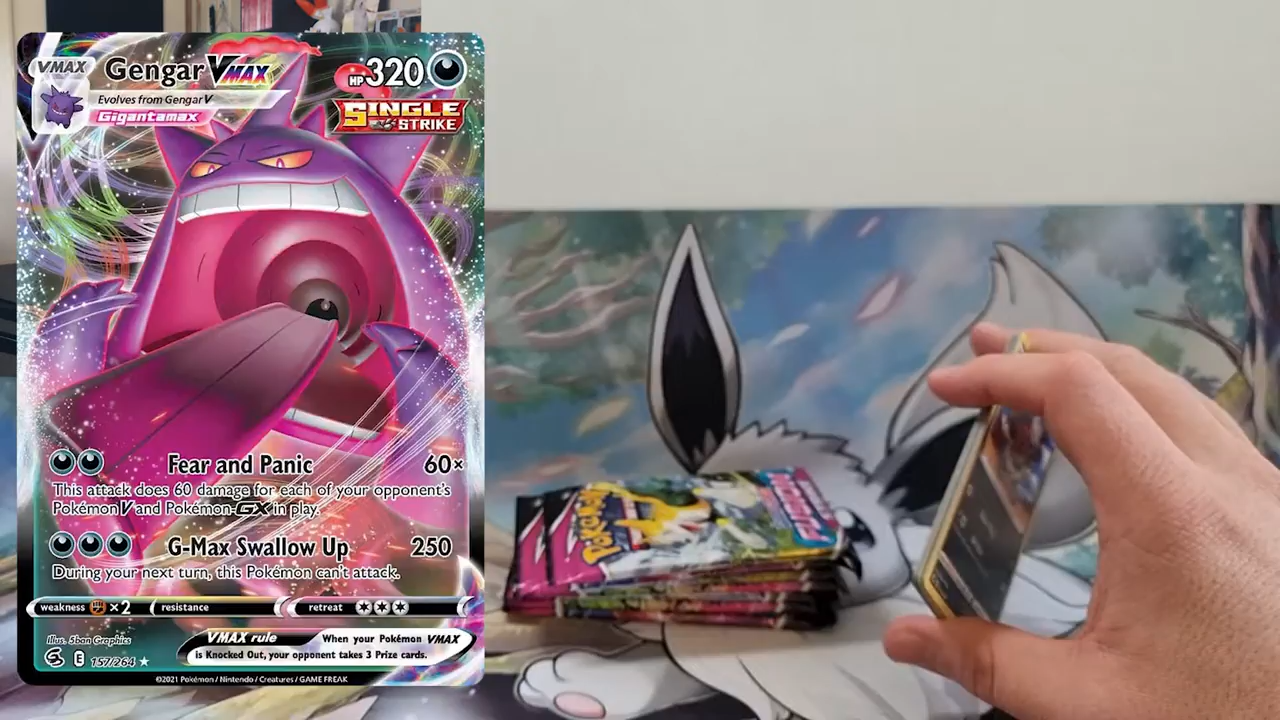 VMAX
Gengar VMAX
HP 320
Evolves from Gengar V
Gigantamax
SINGLE STRIKE
Fear and Panic 60×
This attack does 60 damage for each of your opponent's
Pokémon V and Pokémon-GX in play.
G-Max Swallow Up 250
During your next turn, this Pokémon can't attack.
weakness ×2 resistance retreat
Illus. 5ban Graphics
E 157/264
VMAX rule When your Pokémon VMAX
is Knocked Out, your opponent takes 3 Prize cards.
©2021 Pokémon / Nintendo / Creatures / GAME FREAK
POKÉMON